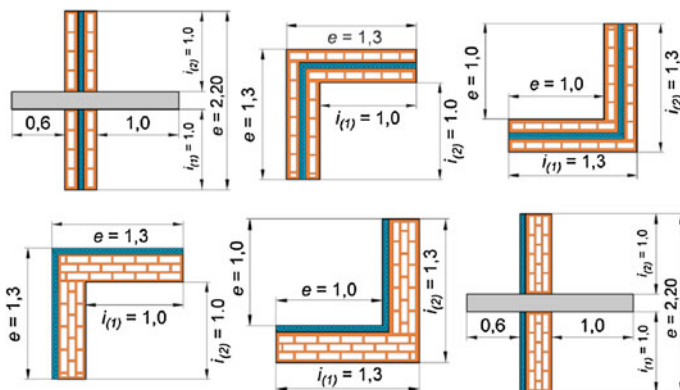 i(2) = 1.0
e = 2,20
0,6
1,0
i(1) = 1.0
e = 1,3
e = 1,3
i(1) = 1,0
i(2) = 1.0
e = 1,0
e = 1,0
i(2) = 1,3
i(1) = 1,3
e = 1,3
e = 1,3
i(1) = 1,0
i(2) = 1.0
e = 1,0
e = 1,0
i(2) = 1,3
i(1) = 1,3
i(2) = 1.0
e = 2,20
0,6
1,0
i(1) = 1.0